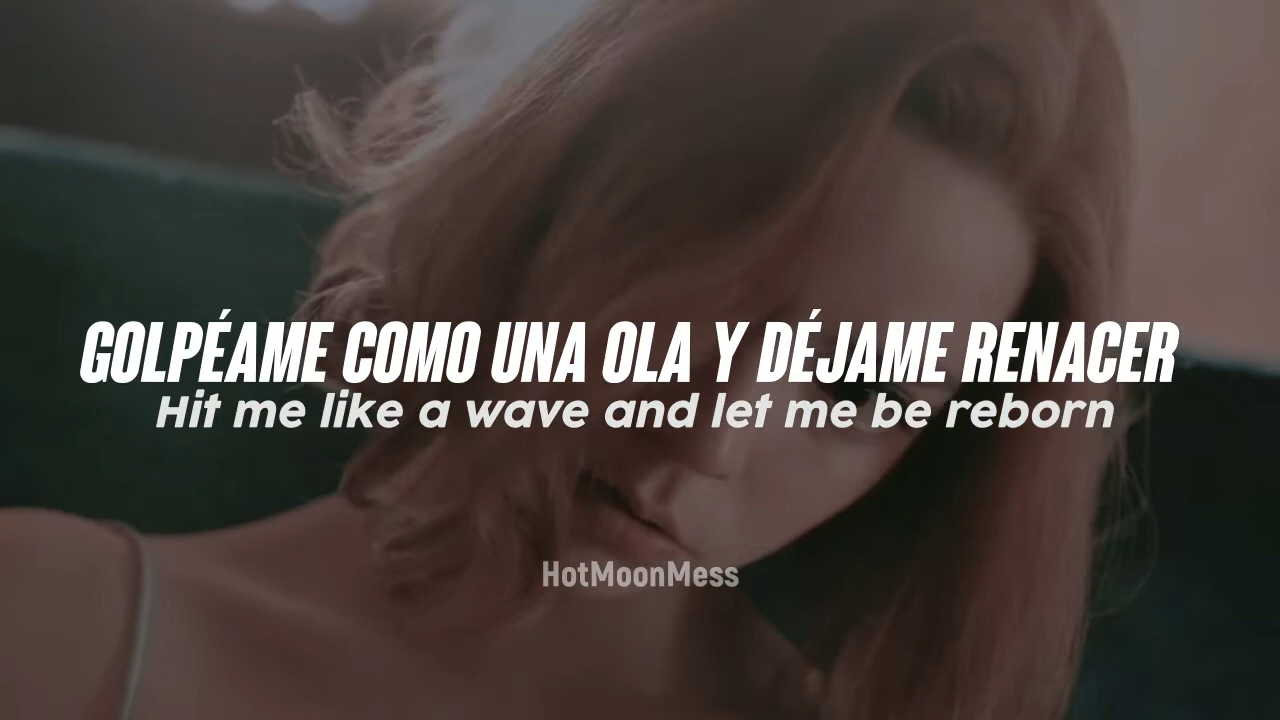 GOLPÉAME COMO UNA OLA Y DÉJAME RENACER
Hit me like a wave and let me be reborn
HotMoonMess